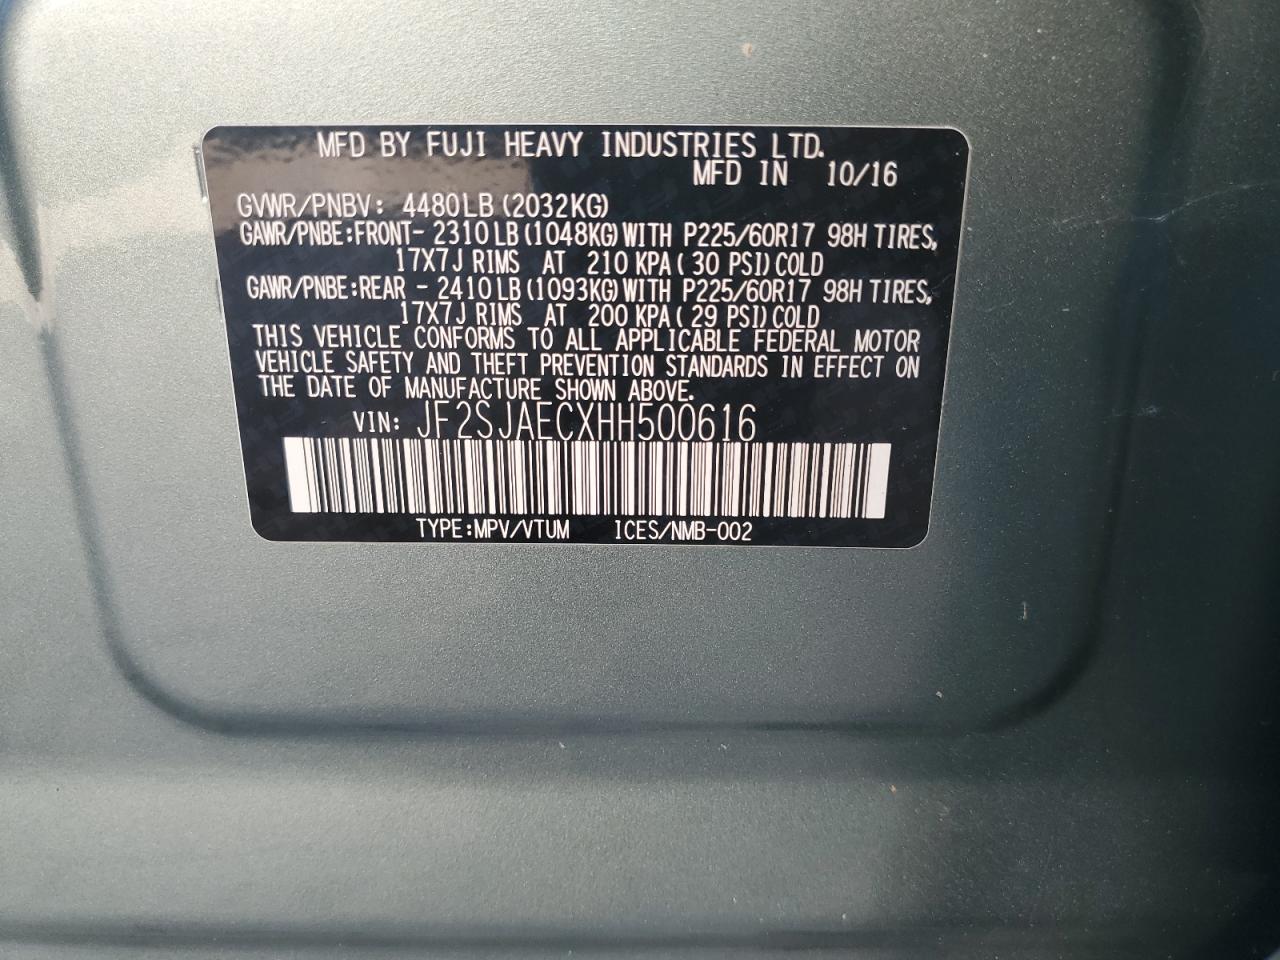 MFD BY FUJI HEAVY INDUSTRIES LTD.
MFD IN 10/16
GVWR/PNBV: 4480LB(2032KG)
GAWR/PNBE:FRONT- 2310LB(1048KG)WITH P225/60R17 98H TIRES,
17X7J RIMS AT 210 KPA( 30 PSI)COLD
GAWR/PNBE:REAR - 2410LB(1093KG)WITH P225/60R17 98H TIRES,
17X7J RIMS AT 200 KPA( 29 PSI)COLD
THIS VEHICLE CONFORMS TO ALL APPLICABLE FEDERAL MOTOR
VEHICLE SAFETY AND THEFT PREVENTION STANDARDS IN EFFECT ON
THE DATE OF MANUFACTURE SHOWN ABOVE.
VIN: JF2SJAECXHH500616
TYPE:MPV/VTUM ICES/NMB-002